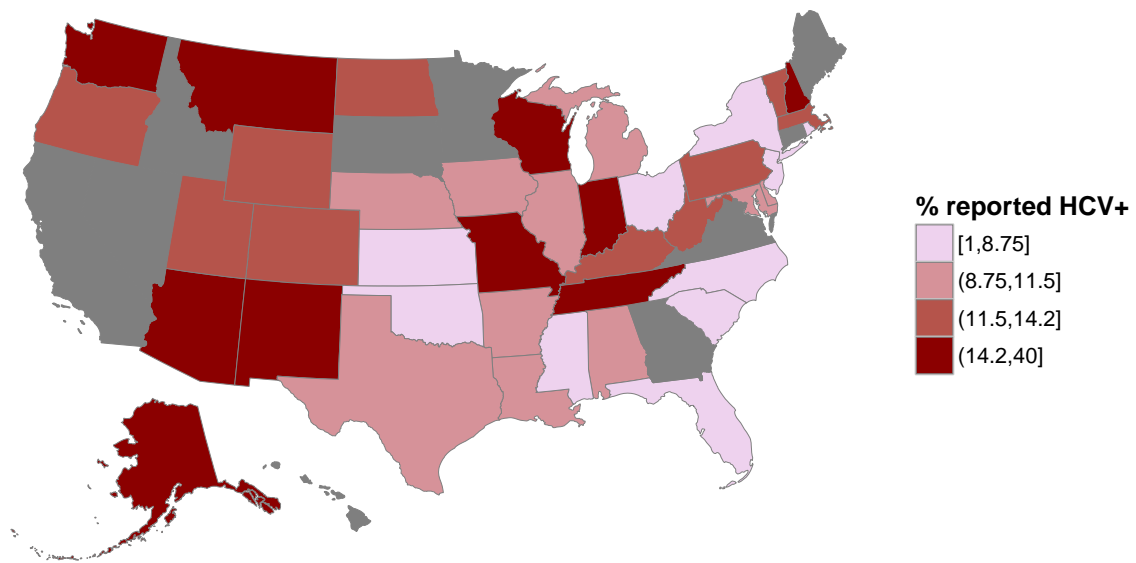 % reported HCV+
[1,8.75]
(8.75,11.5]
(11.5,14.2]
(14.2,40]